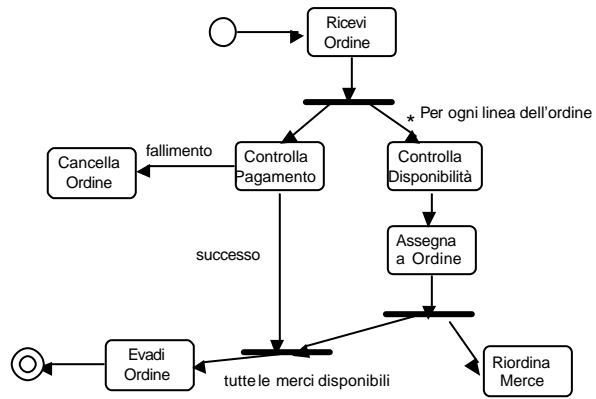 Ricevi
Ordine
* Per ogni linea dell'ordine
Cancella
Ordine
fallimento
Controlla
Pagamento
Controlla
Disponibilità
successo
Assegna
a Ordine
Evadi
Ordine
tutte le merci disponibili
Riordina
Merce